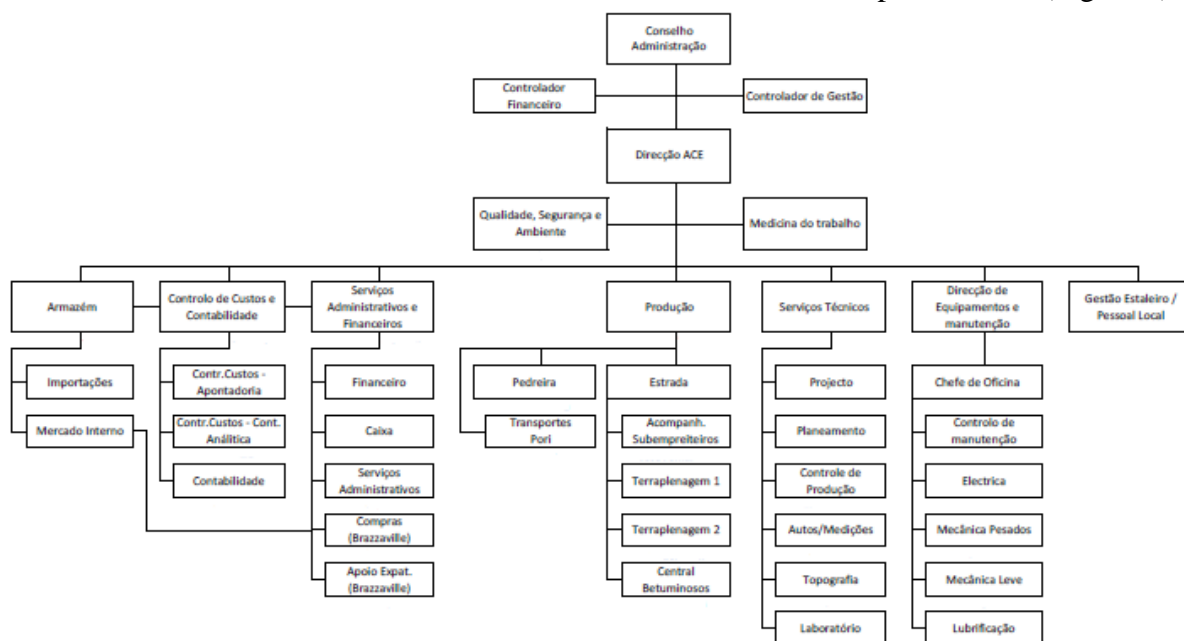 Conselho
Administração
Controlador
Financeiro
Controlador de Gestão
Direcção ACE
Qualidade, Segurança e
Ambiente
Medicina do trabalho
Armazém
Controlo de Custos e
Contabilidade
Serviços
Administrativos e
Financeiros
Produção
Serviços Técnicos
Direcção de
Equipamentos e
manutenção
Gestão Estaleiro /
Pessoal Local
Importações
Mercado Interno
Contr.Custos -
Apontadoria
Contr.Custos - Cont.
Análitica
Contabilidade
Financeiro
Caixa
Serviços
Administrativos
Compras
(Brazzaville)
Apoio Expat.
(Brazzaville)
Pedreira
Transportes
Pori
Estrada
Acompanh.
Subempreiteiros
Terraplenagem 1
Terraplenagem 2
Central
Betuminosos
Projecto
Planeamento
Controle de
Produção
Autos/Medições
Topografia
Laboratório
Chefe de Oficina
Controlo de
manutenção
Electrica
Mecânica Pesados
Mecânica Leve
Lubrificação